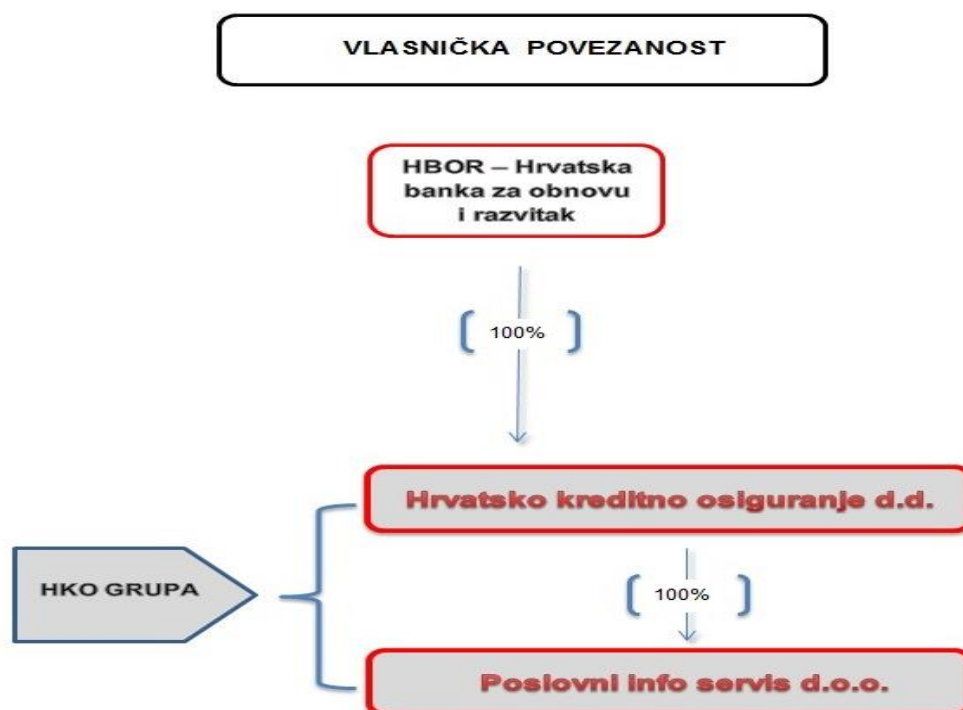 VLASNIČKA POVEZANOST
HBOR – Hrvatska
banka za obnovu
i razvitak
100%
Hrvatsko kreditno osiguranje d.d.
HKO GRUPA
100%
Poslovni info servis d.o.o.